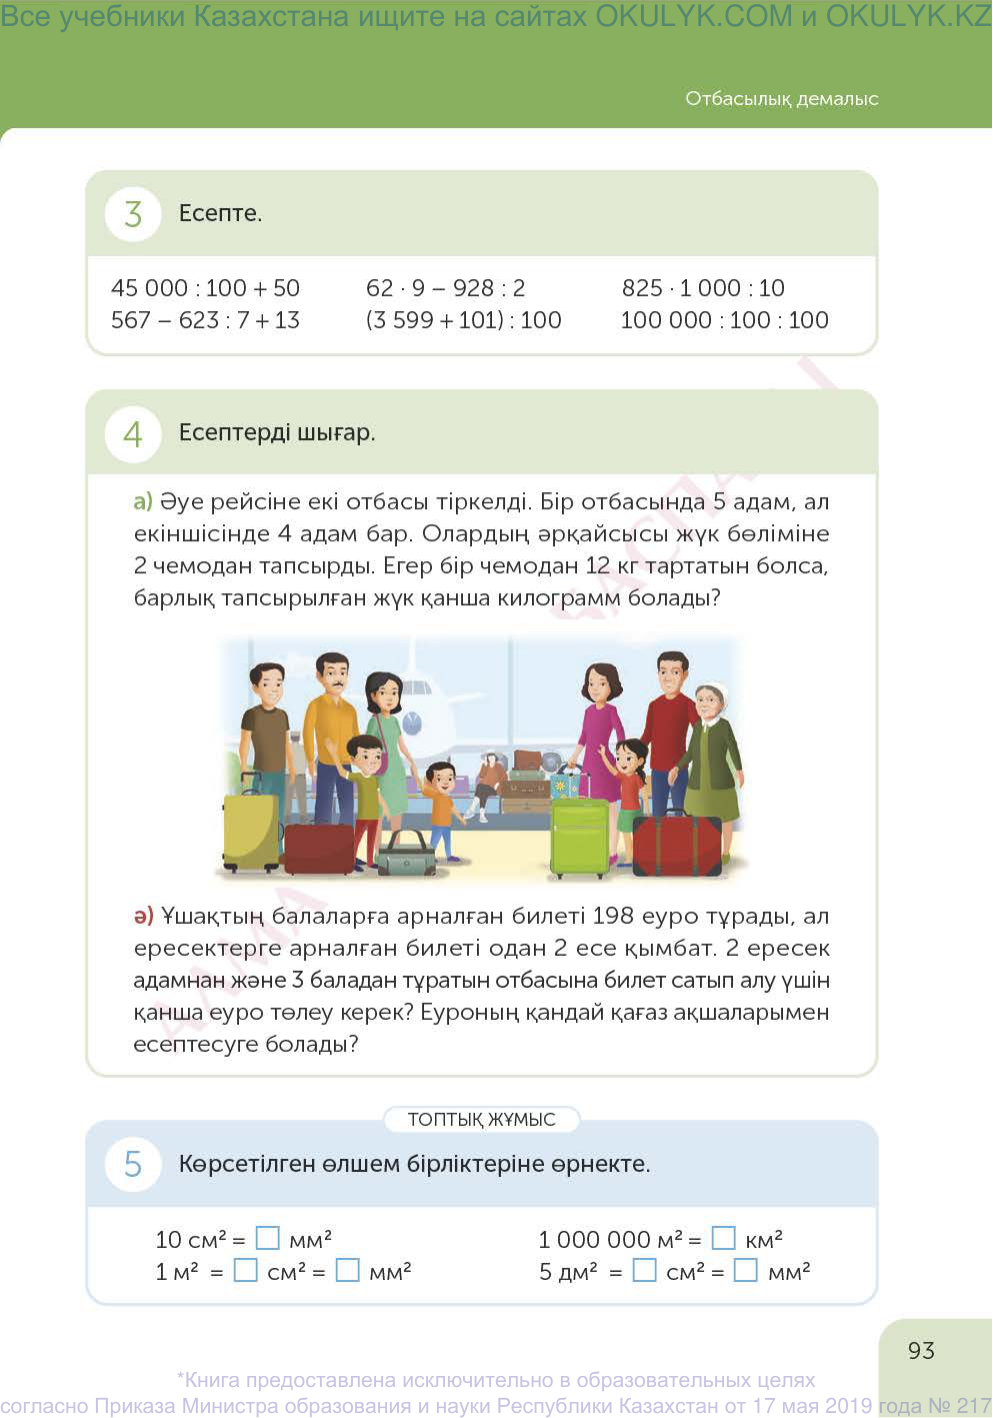 Все учебники Казахстана ищите на сайтах OKULYK.COM и OKULYK.KZ
Отбасылық демалыс
3 Есепте.
45 000 : 100 + 50 62 · 9 – 928 : 2 825 · 1 000 : 10
567 – 623 : 7 + 13 (3 599 + 101) : 100 100 000 : 100 : 100
4 Есептерді шығар.
а) Әуе рейсіне екі отбасы тіркелді. Бір отбасында 5 адам, ал
екіншісінде 4 адам бар. Олардың әрқайсысы жүк бөліміне
2 чемодан тапсырды. Егер бір чемодан 12 кг тартатын болса,
барлық тапсырылған жүк қанша килограмм болады?
ә) Ұшақтың балаларға арналған билеті 198 еуро тұрады, ал
ересектерге арналған билеті одан 2 есе қымбат. 2 ересек
адамнан және 3 баладан тұратын отбасына билет сатып алу үшін
қанша еуро төлеу керек? Еуроның қандай қағаз ақшаларымен
есептесуге болады?
ТОПТЫҚ ЖҰМЫС
5 Көрсетілген өлшем бірліктеріне өрнекте.
10 см² = □ мм² 1 000 000 м² = □ км²
1 м² = □ см² = □ мм² 5 дм² = □ см² = □ мм²
93
*Книга предоставлена исключительно в образовательных целях
согласно Приказа Министра образования и науки Республики Казахстан от 17 мая 2019 года № 217